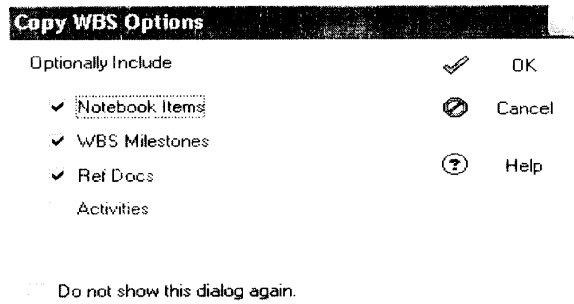 Copy WBS Options
Optionally Include
Notebook Items
WBS Milestones
Ref Docs
Activities
Do not show this dialog again.
OK
Cancel
Help